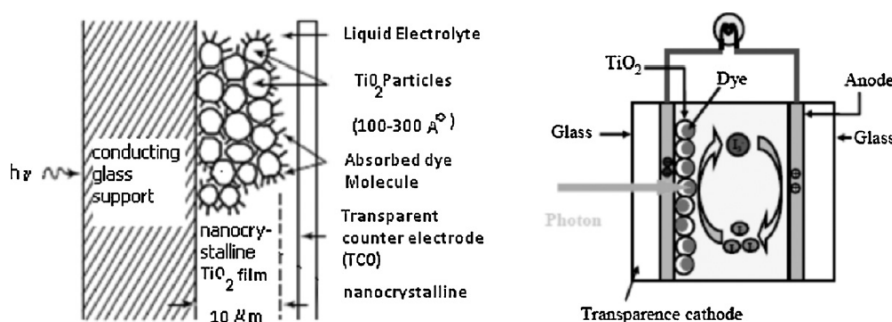 Liquid Electrolyte
TiO2 Particles
(100-300 A°)
Absorbed dye
Molecule
Transparent
counter electrode
(TCO)
nanocrystalline
hν
conducting
glass
support
nanocry-
stalline
TiO2 film
10 μm
TiO2
Dye
Anode
Glass
Glass
Photon
Transparence cathode